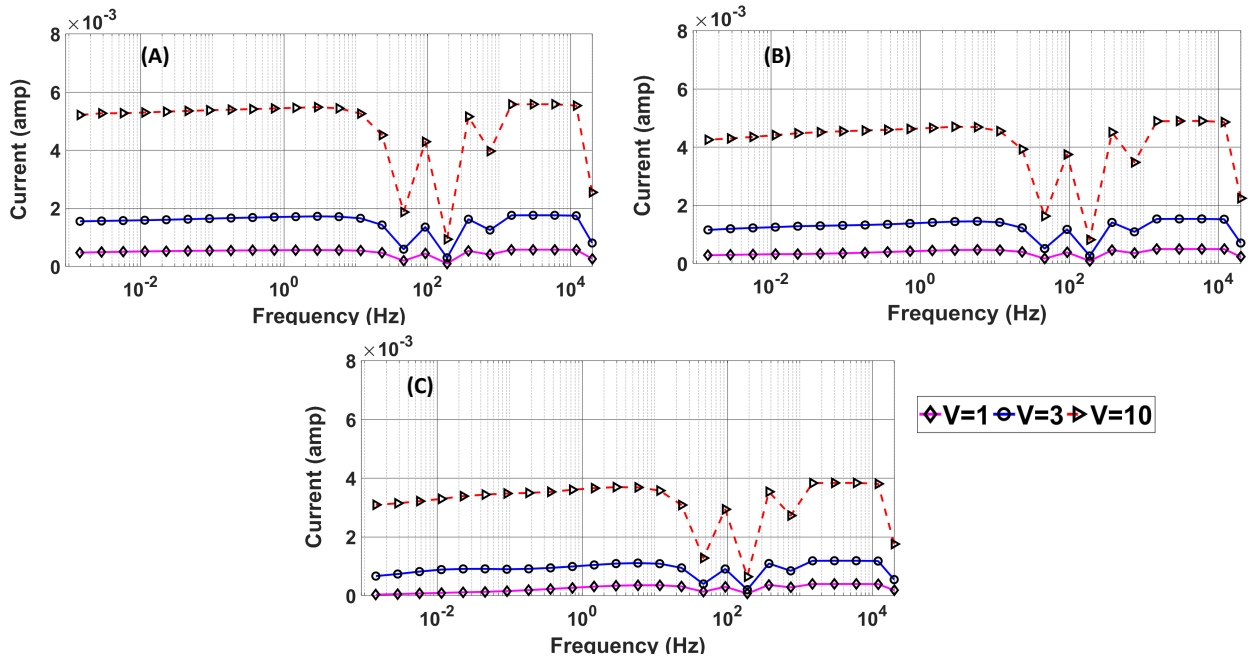 ×10⁻³
(A)
8
6
4
2
0
Current (amp)
10⁻² 10⁰ 10² 10⁴
Frequency (Hz)
×10⁻³
(B)
8
6
4
2
0
Current (amp)
10⁻² 10⁰ 10² 10⁴
Frequency (Hz)
×10⁻³
(C)
8
6
4
2
0
Current (amp)
10⁻² 10⁰ 10² 10⁴
Frequency (Hz)
V=1 V=3 V=10